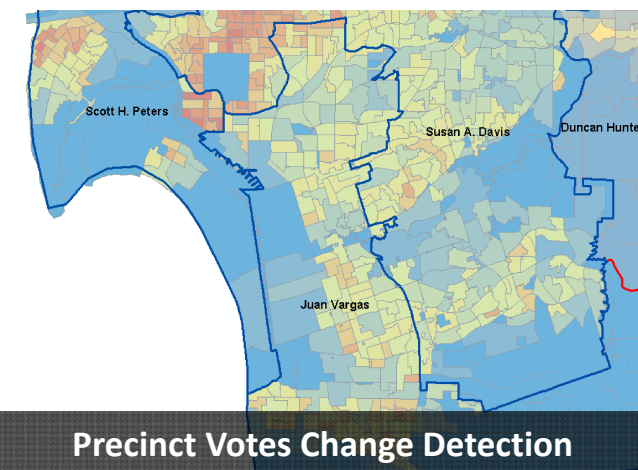 Scott H. Peters
Susan A. Davis
Duncan Hunte
Juan Vargas
Precinct Votes Change Detection